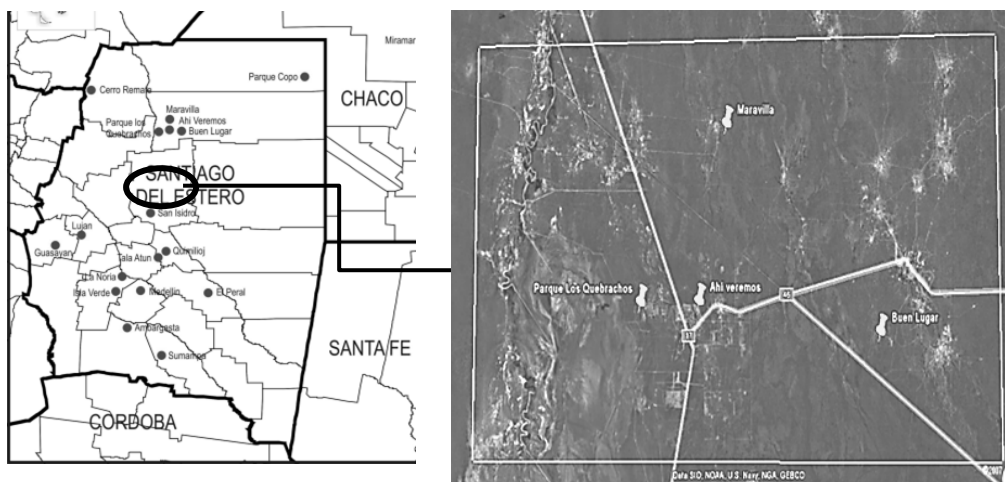 Miramar
Parque Copo
Cerro Remate
CHACO
Maravilla
Parque los
Quebrachos
Ahi Veremos
Buen Lugar
SANTIAGO
DEL ESTERO
San Isidro
Lujan
Guasayan
Quimilioj
Tala Atun
La Noria
Isla Verde
Medellin
El Peral
Ambargasta
SANTA FE
Sumampa
CORDOBA
Maravilla
Parque Los Quebrachos
Ahi veremos
Buen Lugar
Data SIO, NOAA, U.S. Navy, NGA, GEBCO